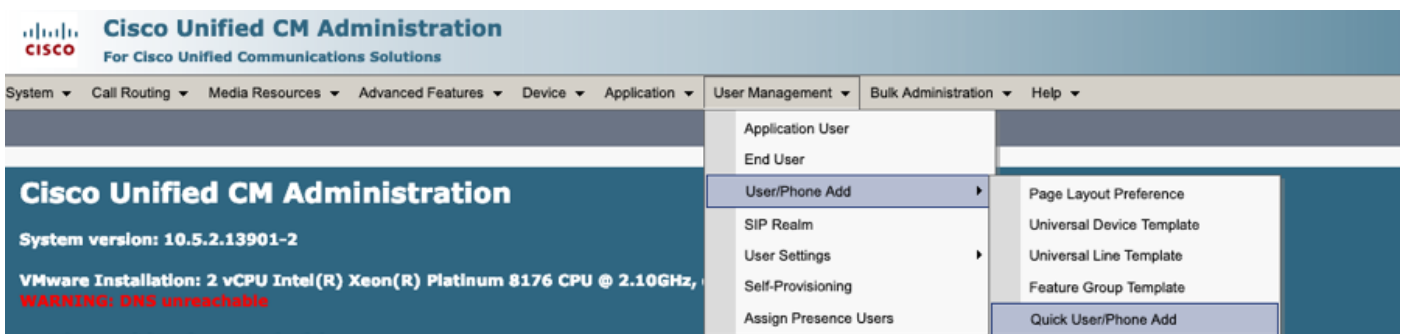 CISCO
Cisco Unified CM Administration
For Cisco Unified Communications Solutions
System
Call Routing
Media Resources
Advanced Features
Device
Application
User Management
Bulk Administration
Help
Application User
End User
User/Phone Add
SIP Realm
User Settings
Self-Provisioning
Assign Presence Users
Page Layout Preference
Universal Device Template
Universal Line Template
Feature Group Template
Quick User/Phone Add
Cisco Unified CM Administration
System version: 10.5.2.13901-2
VMware Installation: 2 vCPU Intel(R) Xeon(R) Platinum 8176 CPU @ 2.10GHz,
WARNING: DNS unreachable